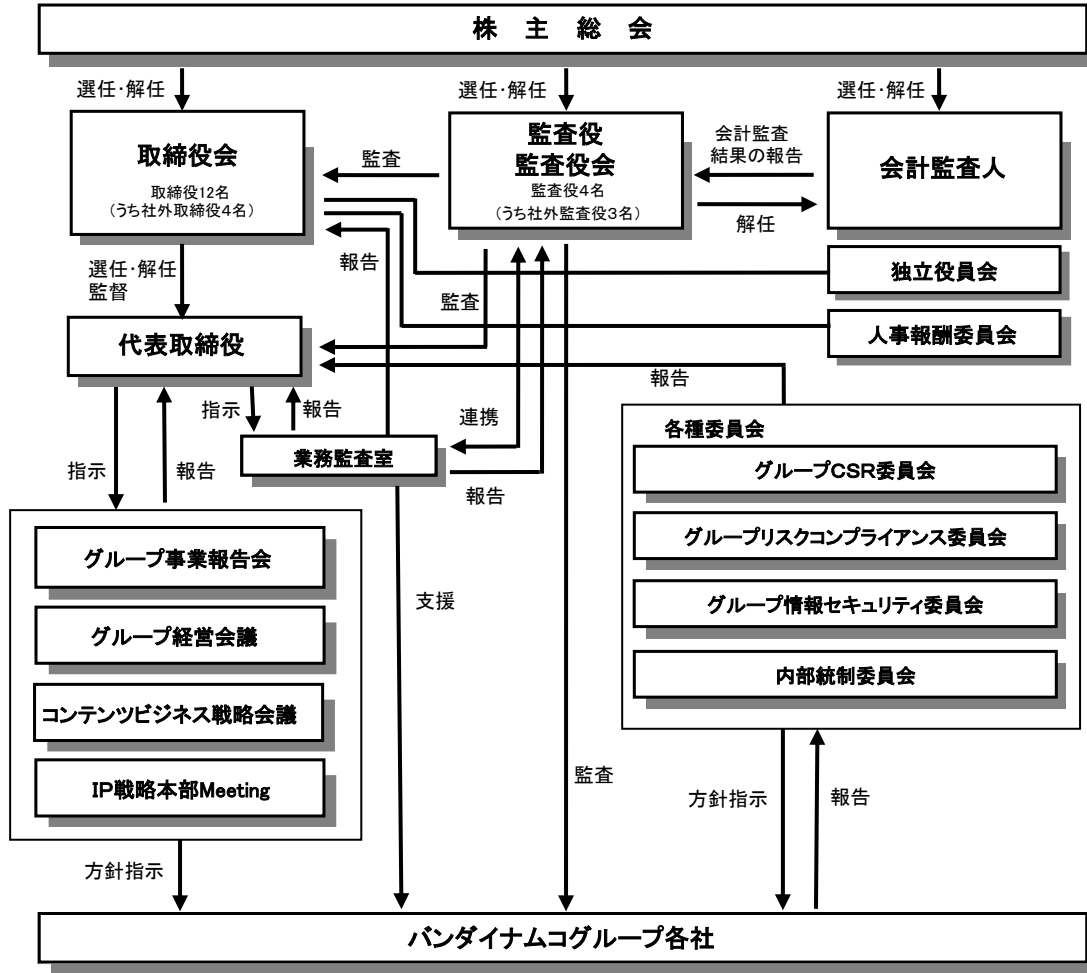 株 主 総 会
選任・解任
選任・解任
選任・解任
取締役会
取締役12名
（うち社外取締役4名）
監査
監査役
監査役会
監査役4名
（うち社外監査役3名）
会計監査
結果の報告
解任
会計監査人
選任・解任
監督
報告
監査
独立役員会
人事報酬委員会
代表取締役
報告
指示
報告
指示
報告
業務監査室
連携
報告
各種委員会
グループCSR委員会
グループリスクコンプライアンス委員会
グループ情報セキュリティ委員会
内部統制委員会
グループ事業報告会
グループ経営会議
コンテンツビジネス戦略会議
IP戦略本部Meeting
支援
監査
方針指示
報告
方針指示
バンダイナムコグループ各社